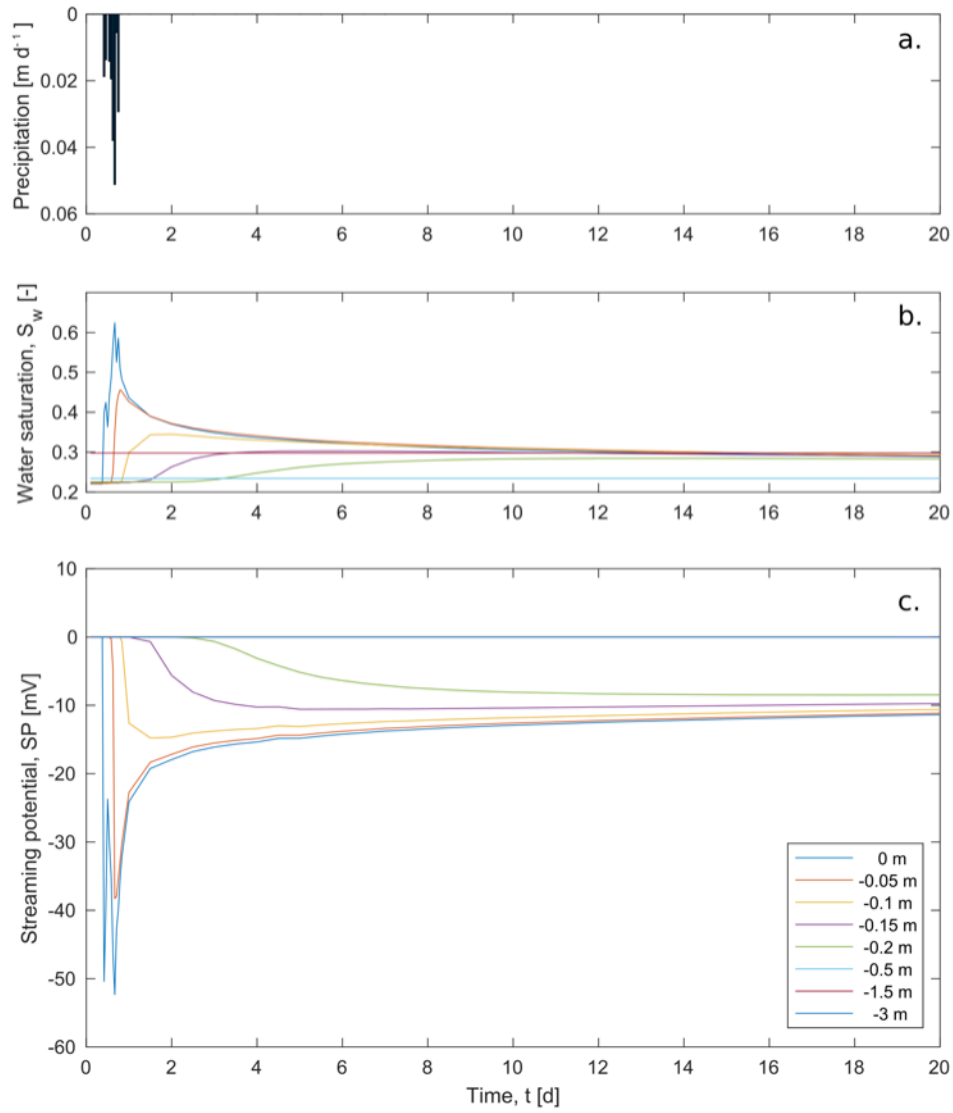 a.
Precipitation [m d⁻¹]
0
0.02
0.04
0.06
0 2 4 6 8 10 12 14 16 18 20
b.
Water saturation, S_w [-]
0.6
0.5
0.4
0.3
0.2
0 2 4 6 8 10 12 14 16 18 20
c.
Streaming potential, SP [mV]
10
0
-10
-20
-30
-40
-50
-60
0 m
-0.05 m
-0.1 m
-0.15 m
-0.2 m
-0.5 m
-1.5 m
-3 m
0 2 4 6 8 10 12 14 16 18 20
Time, t [d]